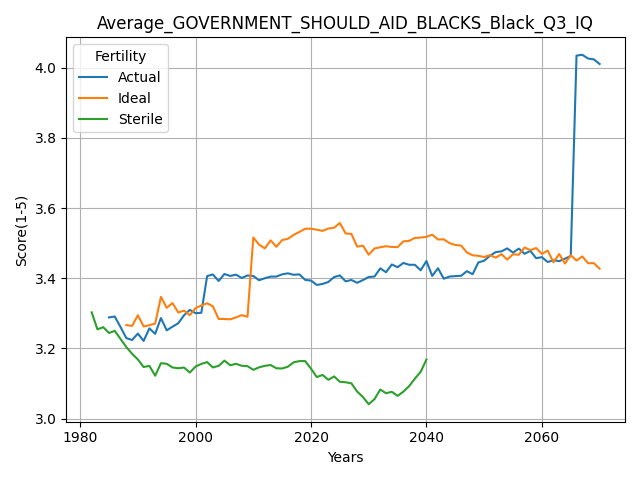 Average_GOVERNMENT_SHOULD_AID_BLACKS_Black_Q3_IQ
Fertility
Actual
Ideal
Sterile
Score(1-5)
4.0
3.8
3.6
3.4
3.2
3.0
1980 2000 2020 2040 2060
Years